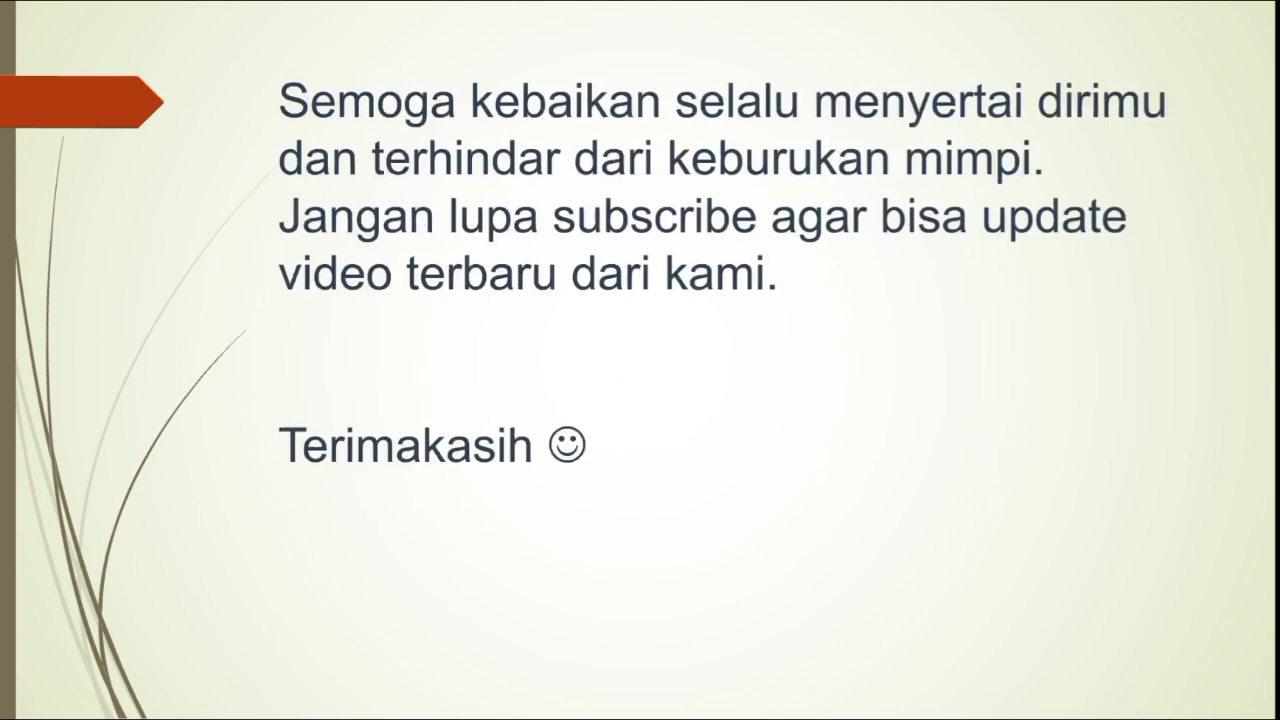 Semoga kebaikan selalu menyertai dirimu
dan terhindar dari keburukan mimpi.
Jangan lupa subscribe agar bisa update
video terbaru dari kami.
Terimakasih ☺